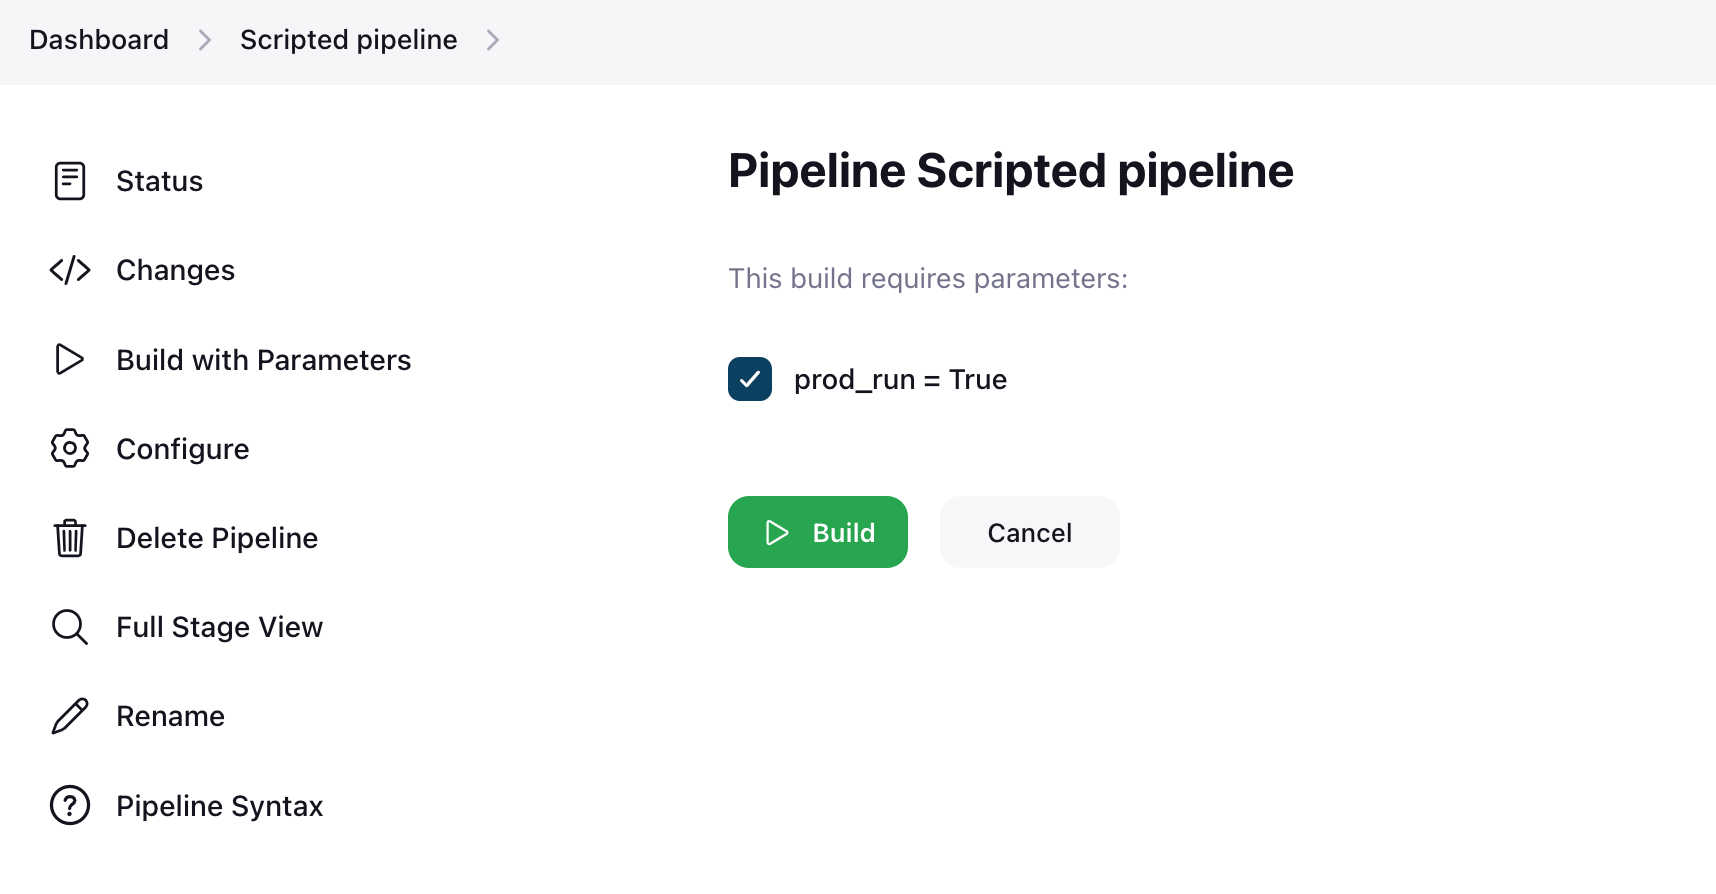 Dashboard > Scripted pipeline >
Status
Changes
Build with Parameters
Configure
Delete Pipeline
Full Stage View
Rename
Pipeline Syntax
Pipeline Scripted pipeline
This build requires parameters:
prod_run = True
Build
Cancel